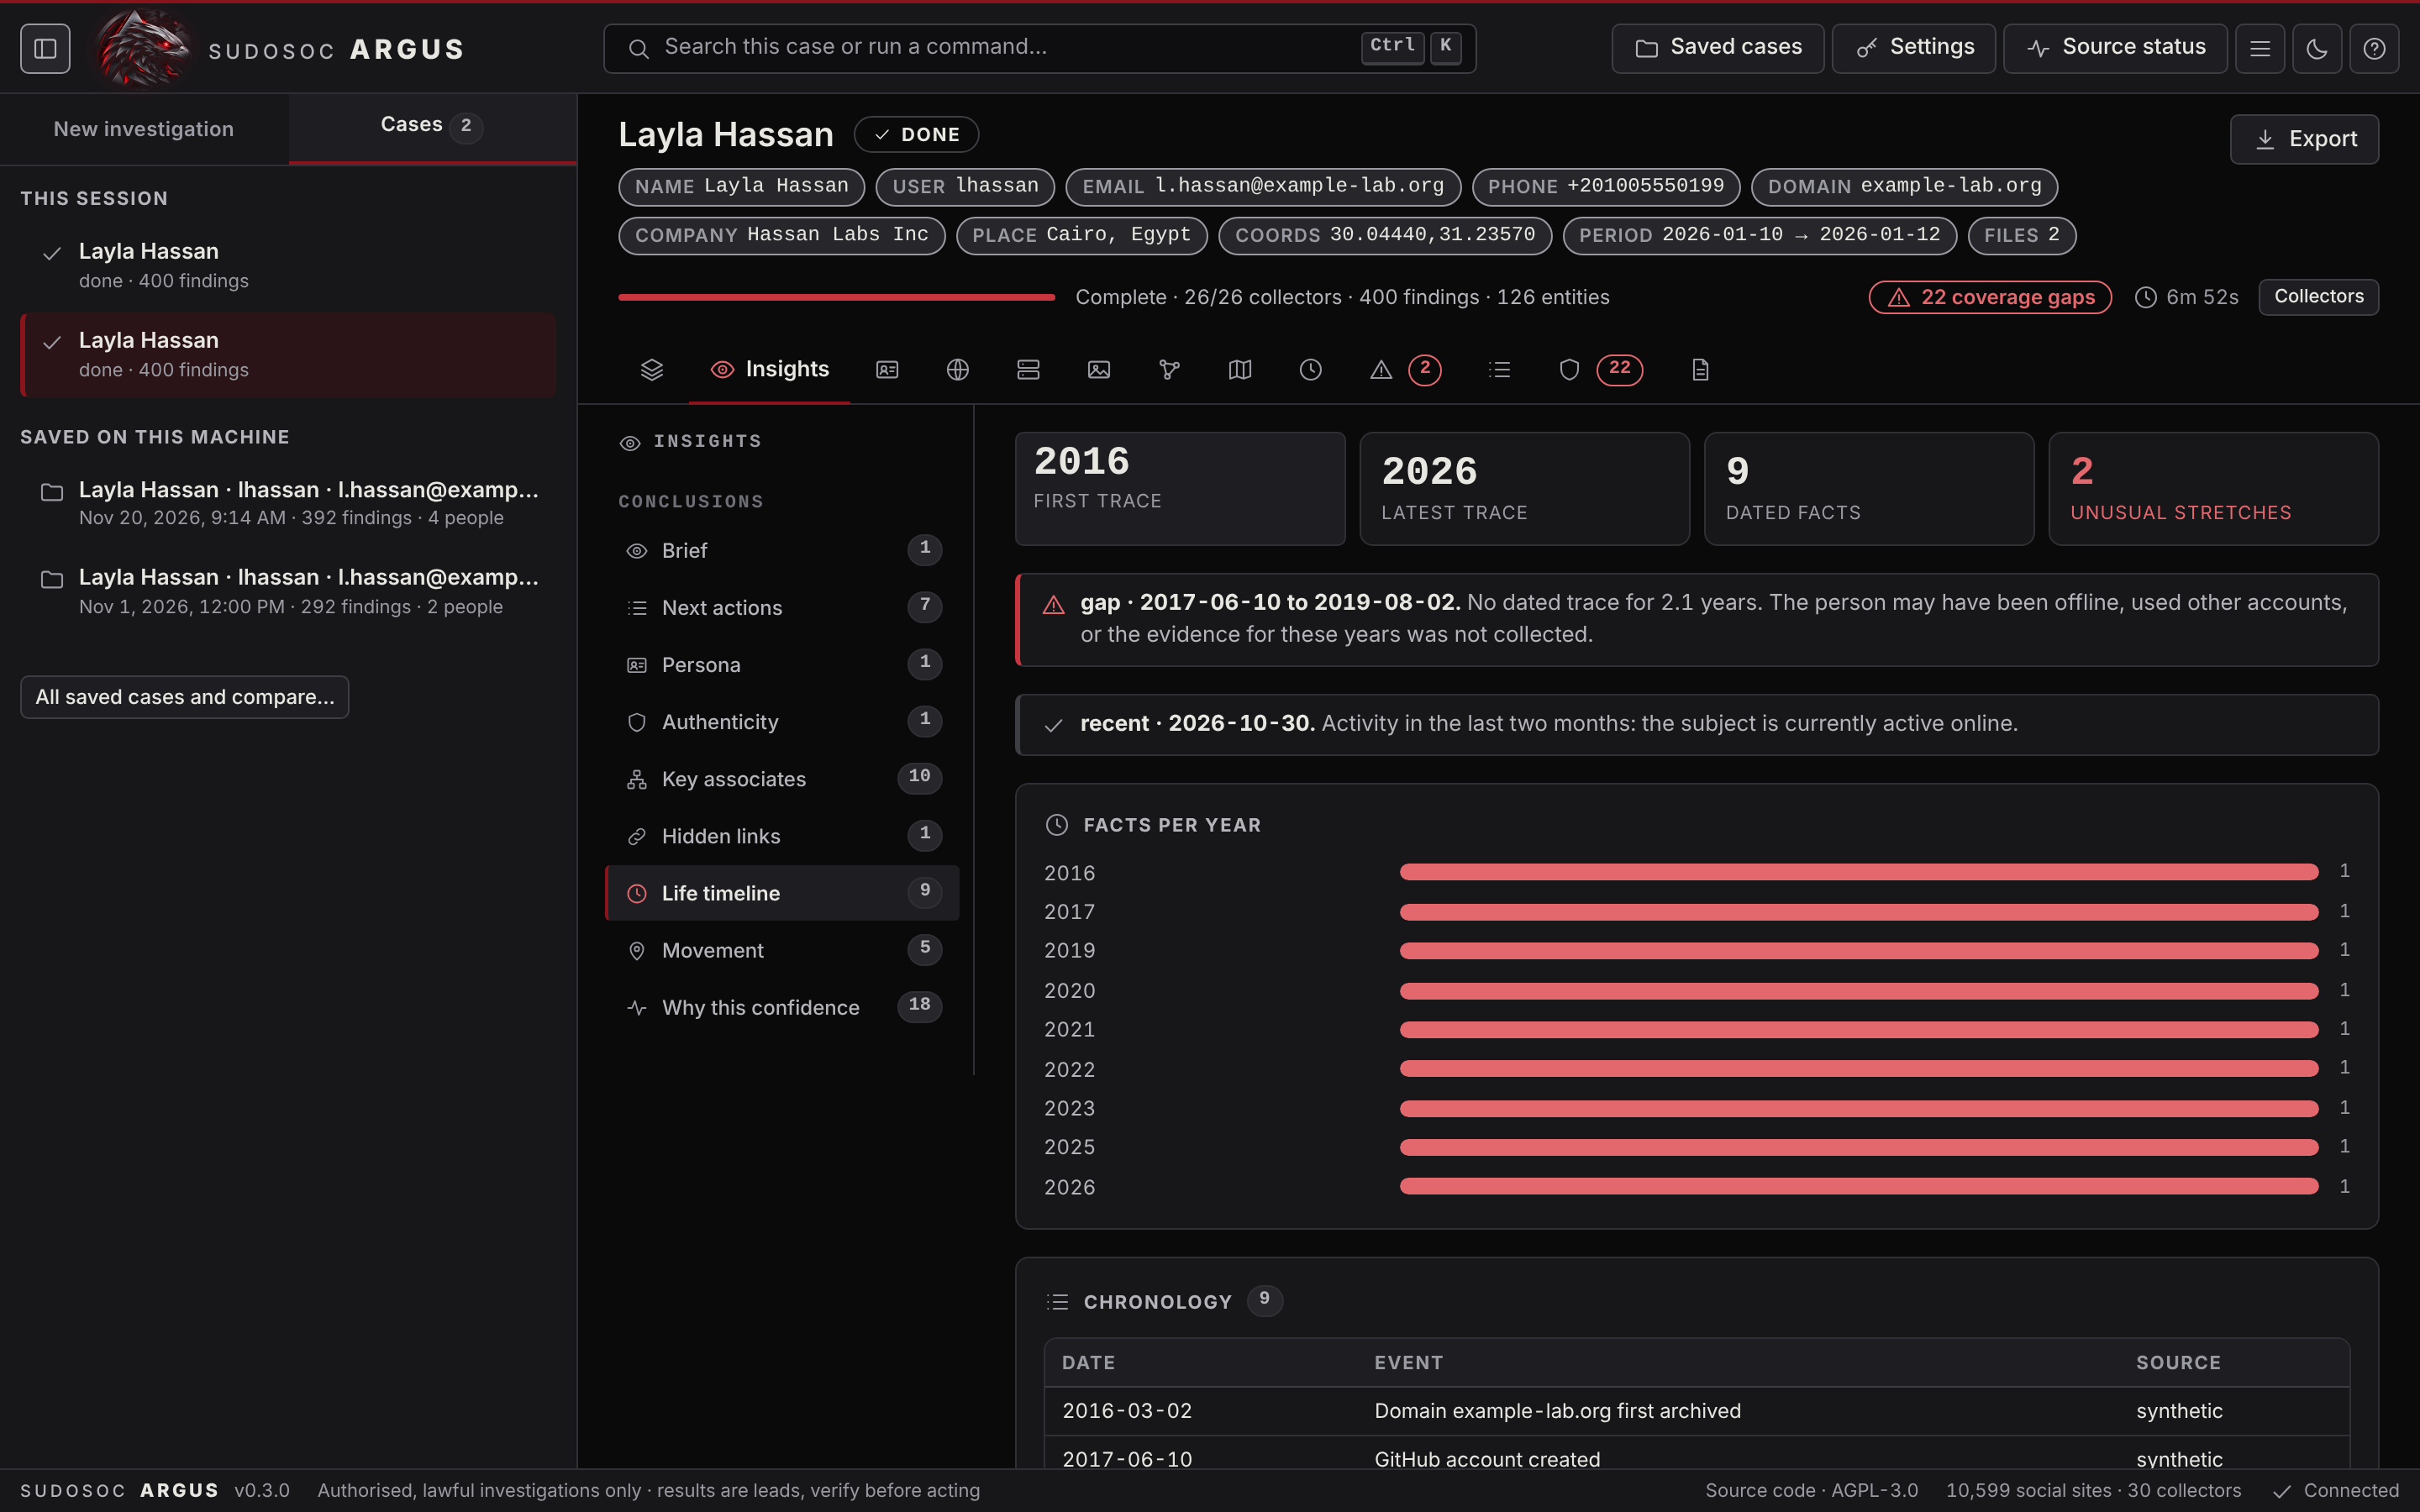 SUDOSOC ARGUS
Search this case or run a command...
Ctrl K
Saved cases
Settings
Source status
New investigation
Cases 2
THIS SESSION
Layla Hassan
done · 400 findings
Layla Hassan
done · 400 findings
SAVED ON THIS MACHINE
Layla Hassan · lhassan · l.hassan@examp...
Nov 20, 2026, 9:14 AM · 392 findings · 4 people
Layla Hassan · lhassan · l.hassan@examp...
Nov 1, 2026, 12:00 PM · 292 findings · 2 people
All saved cases and compare...
Layla Hassan
DONE
Export
NAME Layla Hassan
USER lhassan
EMAIL l.hassan@example-lab.org
PHONE +201005550199
DOMAIN example-lab.org
COMPANY Hassan Labs Inc
PLACE Cairo, Egypt
COORDS 30.04440,31.23570
PERIOD 2026-01-10 → 2026-01-12
FILES 2
Complete · 26/26 collectors · 400 findings · 126 entities
22 coverage gaps
6m 52s
Collectors
Insights
2
22
INSIGHTS
CONCLUSIONS
Brief 1
Next actions 7
Persona 1
Authenticity 1
Key associates 10
Hidden links 1
Life timeline 9
Movement 5
Why this confidence 18
2016
FIRST TRACE
2026
LATEST TRACE
9
DATED FACTS
2
UNUSUAL STRETCHES
gap · 2017-06-10 to 2019-08-02. No dated trace for 2.1 years. The person may have been offline, used other accounts,
or the evidence for these years was not collected.
recent · 2026-10-30. Activity in the last two months: the subject is currently active online.
FACTS PER YEAR
2016 1
2017 1
2019 1
2020 1
2021 1
2022 1
2023 1
2025 1
2026 1
CHRONOLOGY 9
DATE EVENT SOURCE
2016-03-02 Domain example-lab.org first archived synthetic
2017-06-10 GitHub account created synthetic
SUDOSOC ARGUS v0.3.0 Authorised, lawful investigations only · results are leads, verify before acting
Source code · AGPL-3.0 10,599 social sites · 30 collectors Connected